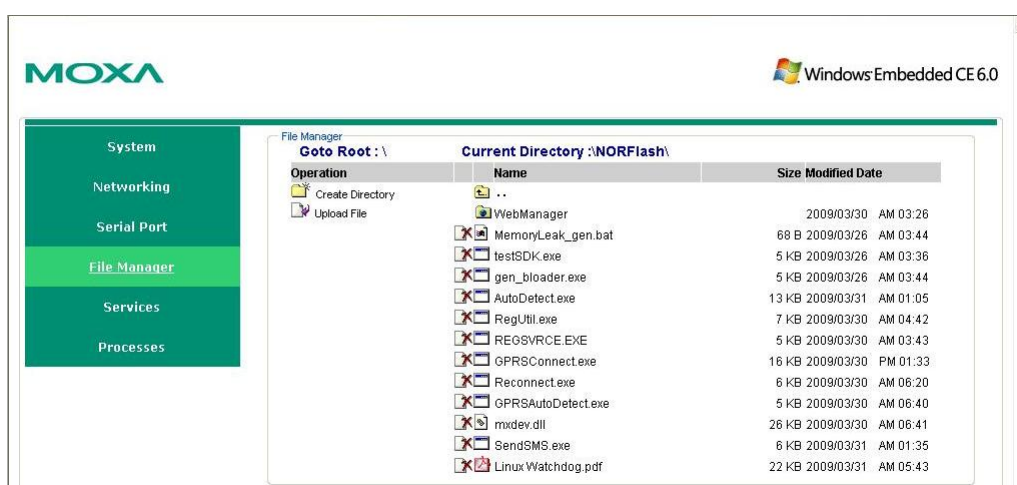 MOXA
Windows Embedded CE 6.0
System
Networking
Serial Port
File Manager
Services
Processes
File Manager
Goto Root : \ Current Directory :\NORFlash\
Operation Name Size Modified Date
Create Directory ..
Upload File WebManager 2009/03/30 AM 03:26
MemoryLeak_gen.bat 68 B 2009/03/26 AM 03:44
testSDK.exe 5 KB 2009/03/26 AM 03:36
gen_bloader.exe 5 KB 2009/03/26 AM 03:44
AutoDetect.exe 13 KB 2009/03/31 AM 01:05
RegUtil.exe 7 KB 2009/03/30 AM 04:42
REGSVRCE.EXE 5 KB 2009/03/30 AM 03:43
GPRSConnect.exe 16 KB 2009/03/30 PM 01:33
Reconnect.exe 6 KB 2009/03/30 AM 06:20
GPRSAutoDetect.exe 5 KB 2009/03/30 AM 06:40
mxdev.dll 26 KB 2009/03/30 AM 06:41
SendSMS.exe 6 KB 2009/03/31 AM 01:35
Linux Watchdog.pdf 22 KB 2009/03/31 AM 05:43